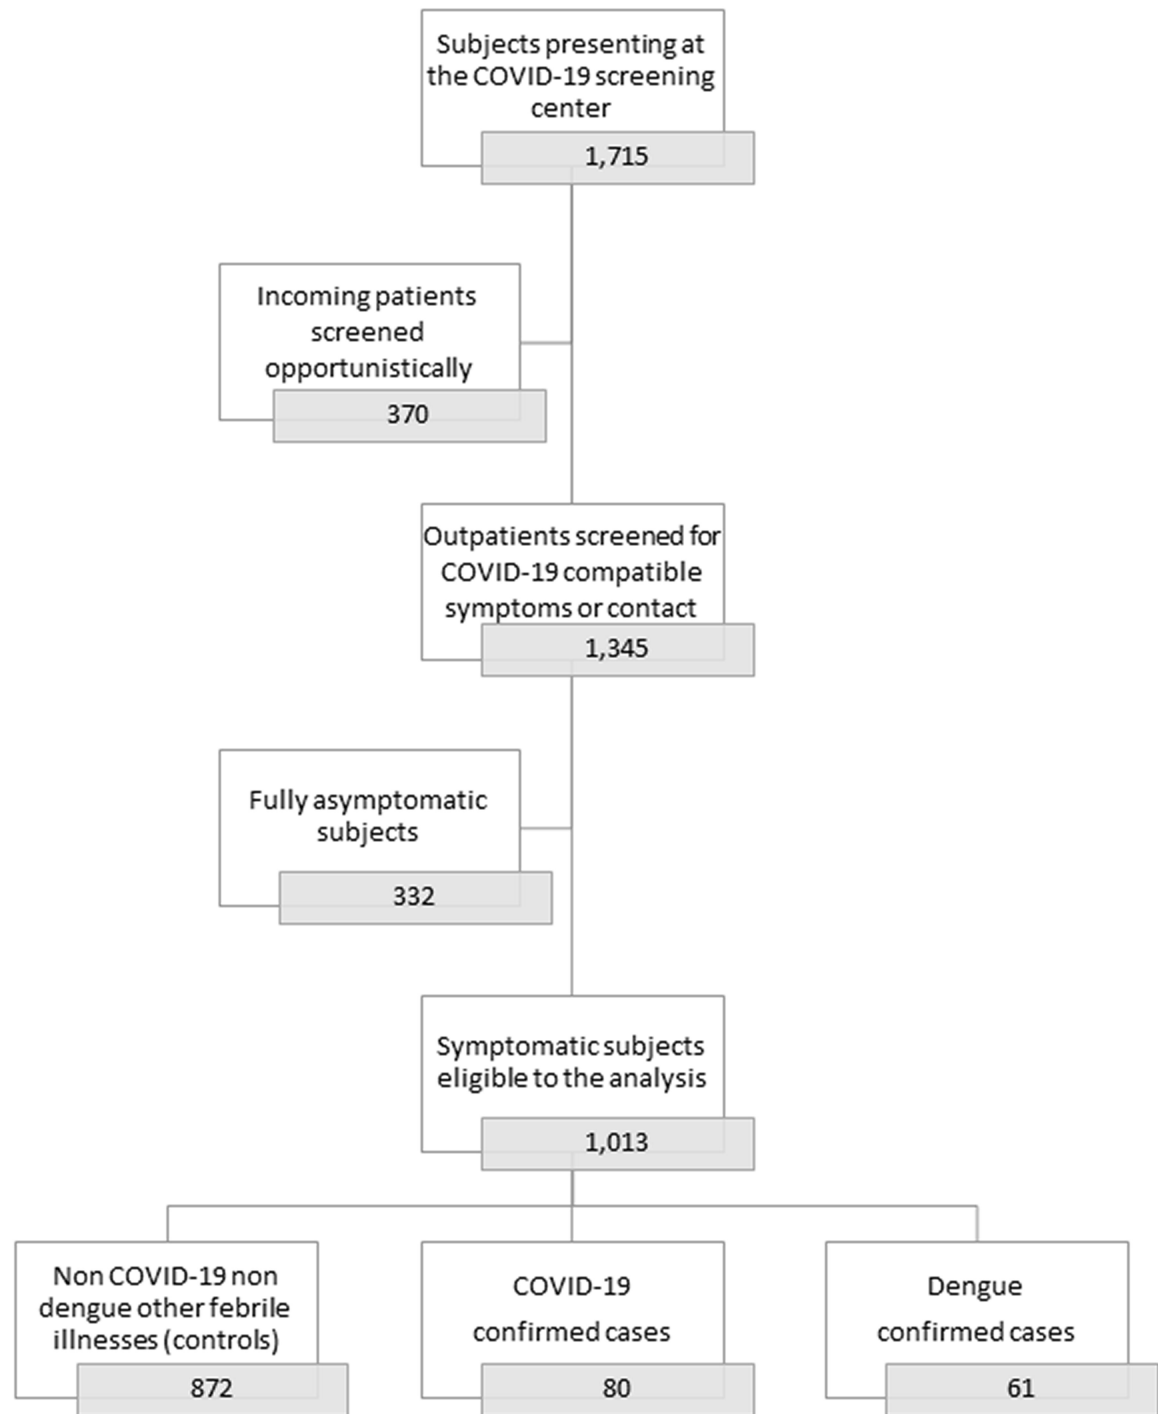 Subjects presenting at
the COVID-19 screening
center
1,715
Incoming patients
screened
opportunistically
370
Outpatients screened for
COVID-19 compatible
symptoms or contact
1,345
Fully asymptomatic
subjects
332
Symptomatic subjects
eligible to the analysis
1,013
Non COVID-19 non
dengue other febrile
illnesses (controls)
872
COVID-19
confirmed cases
80
Dengue
confirmed cases
61